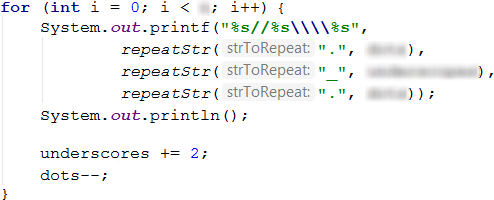 for (int i = 0; i < ; i++) {
System.out.printf("%s//%s\\\\%s",
repeatStr( strToRepeat: ".", ),
repeatStr( strToRepeat: "_", ),
repeatStr( strToRepeat: ".", ));
System.out.println();
underscores += 2;
dots--;
}